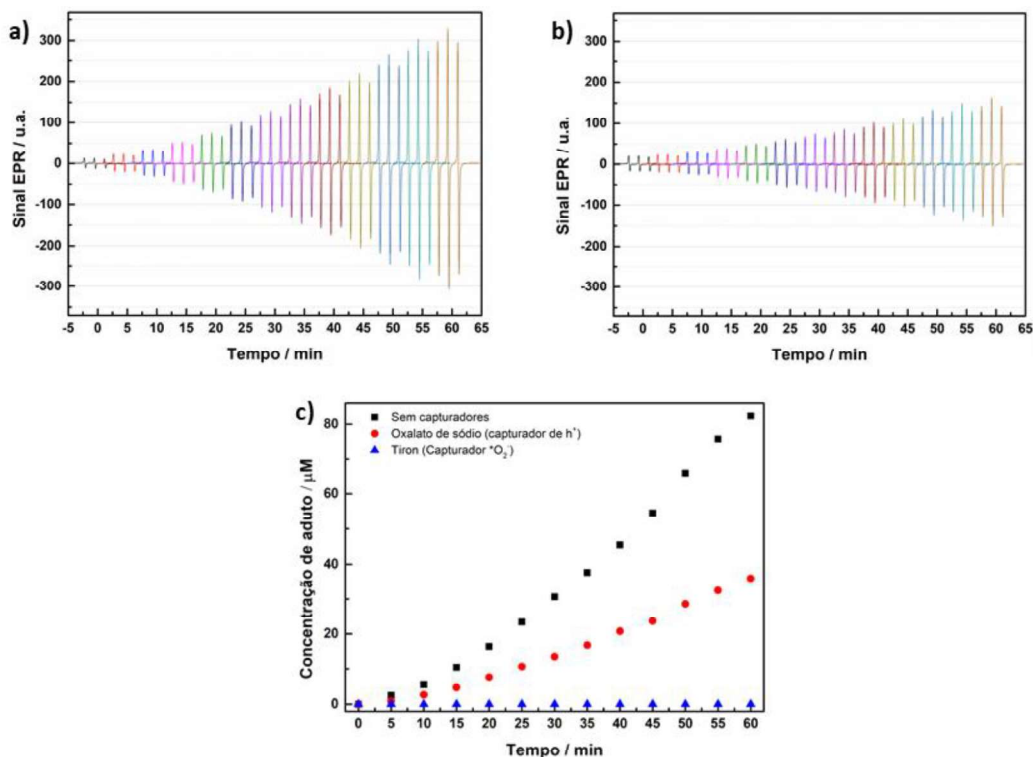 a)
300
200
100
0
-100
-200
-300
Sinal EPR / u.a.
-5 0 5 10 15 20 25 30 35 40 45 50 55 60 65
Tempo / min
b)
300
200
100
0
-100
-200
-300
Sinal EPR / u.a.
-5 0 5 10 15 20 25 30 35 40 45 50 55 60 65
Tempo / min
c)
Sem capturadores
Oxalato de sódio (capturador de h⁺)
Tiron (Capturador *O₂⁻)
80
60
40
20
0
Concentração de aduto / μM
0 5 10 15 20 25 30 35 40 45 50 55 60
Tempo / min